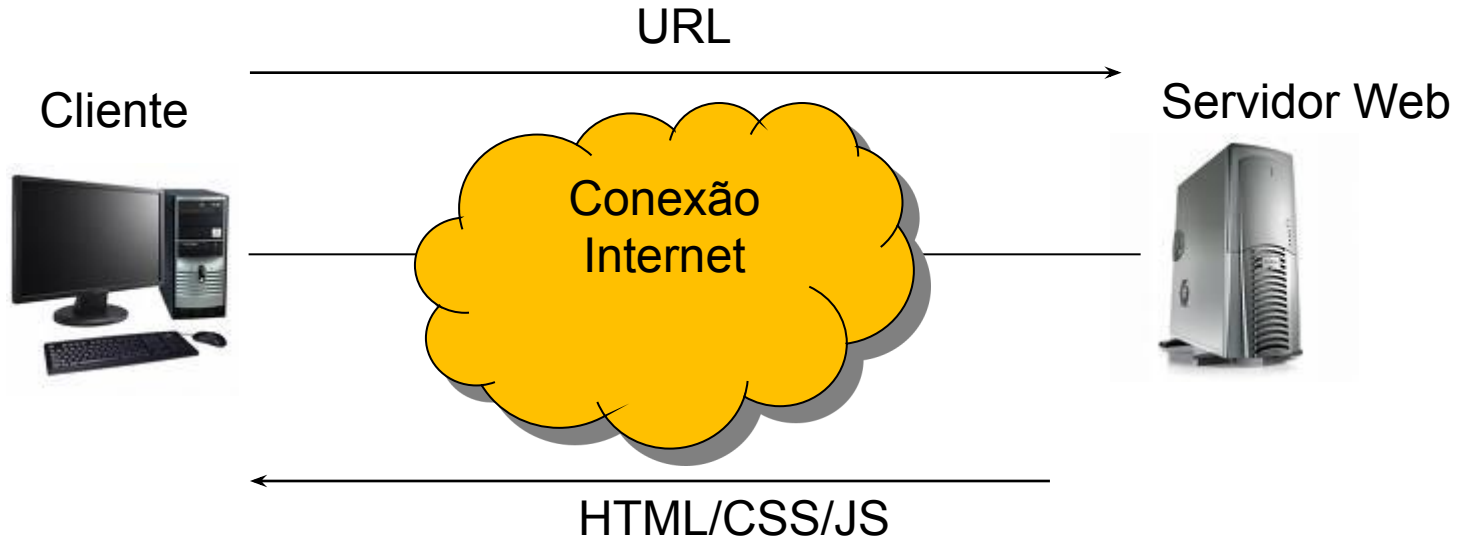 URL
Cliente
Servidor Web
Conexão
Internet
HTML/CSS/JS